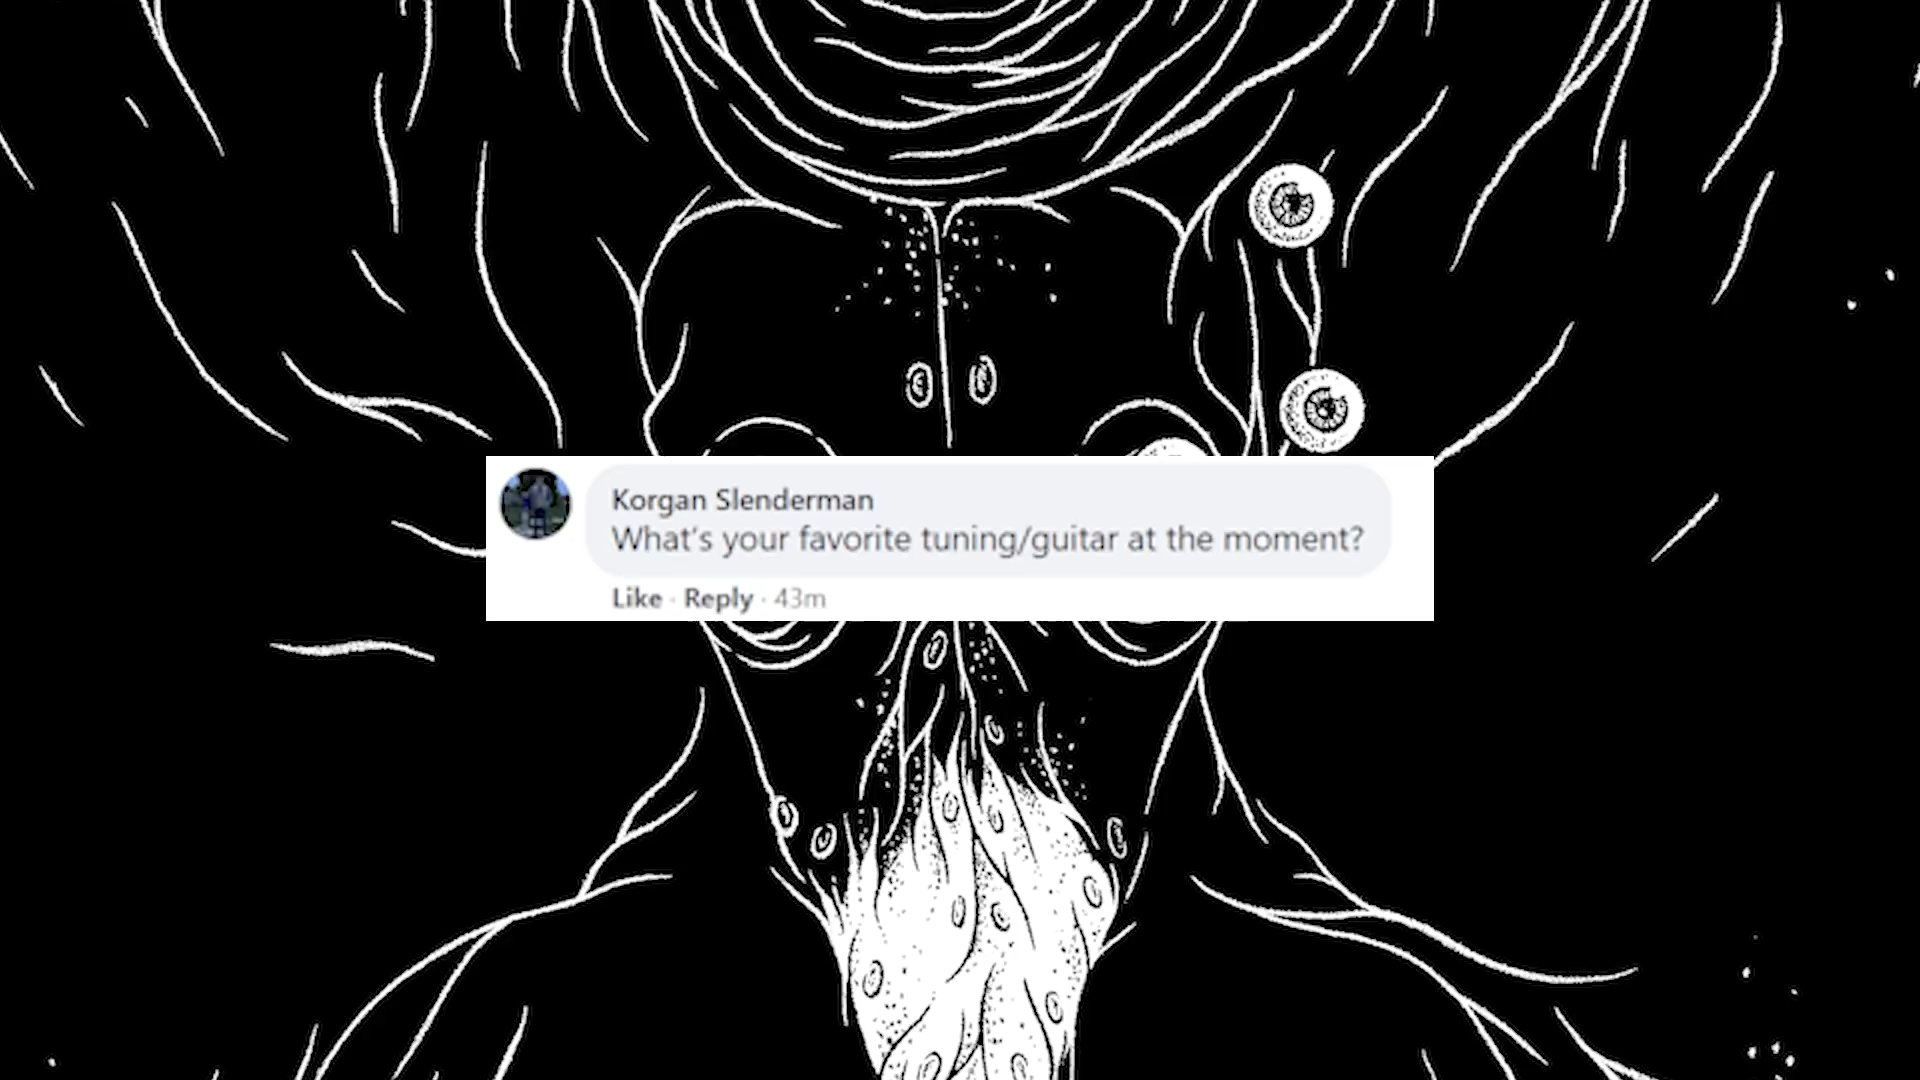 Korgan Slenderman
What's your favorite tuning/guitar at the moment?
Like · Reply · 43m